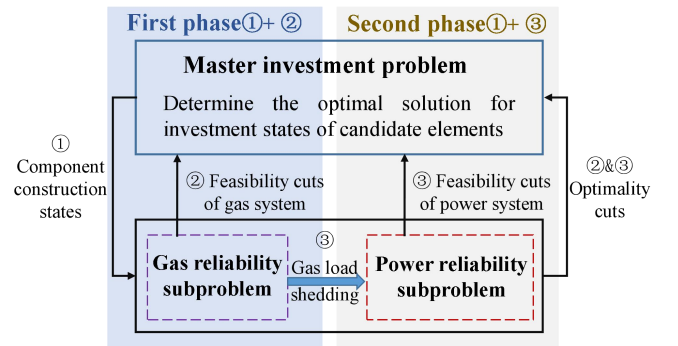 First phase①+ ②
Second phase①+ ③
Master investment problem
Determine the optimal solution for
investment states of candidate elements
①
Component
construction
states
② Feasibility cuts
of gas system
③ Feasibility cuts
of power system
②&③
Optimality
cuts
Gas reliability
subproblem
③
Gas load
shedding
Power reliability
subproblem